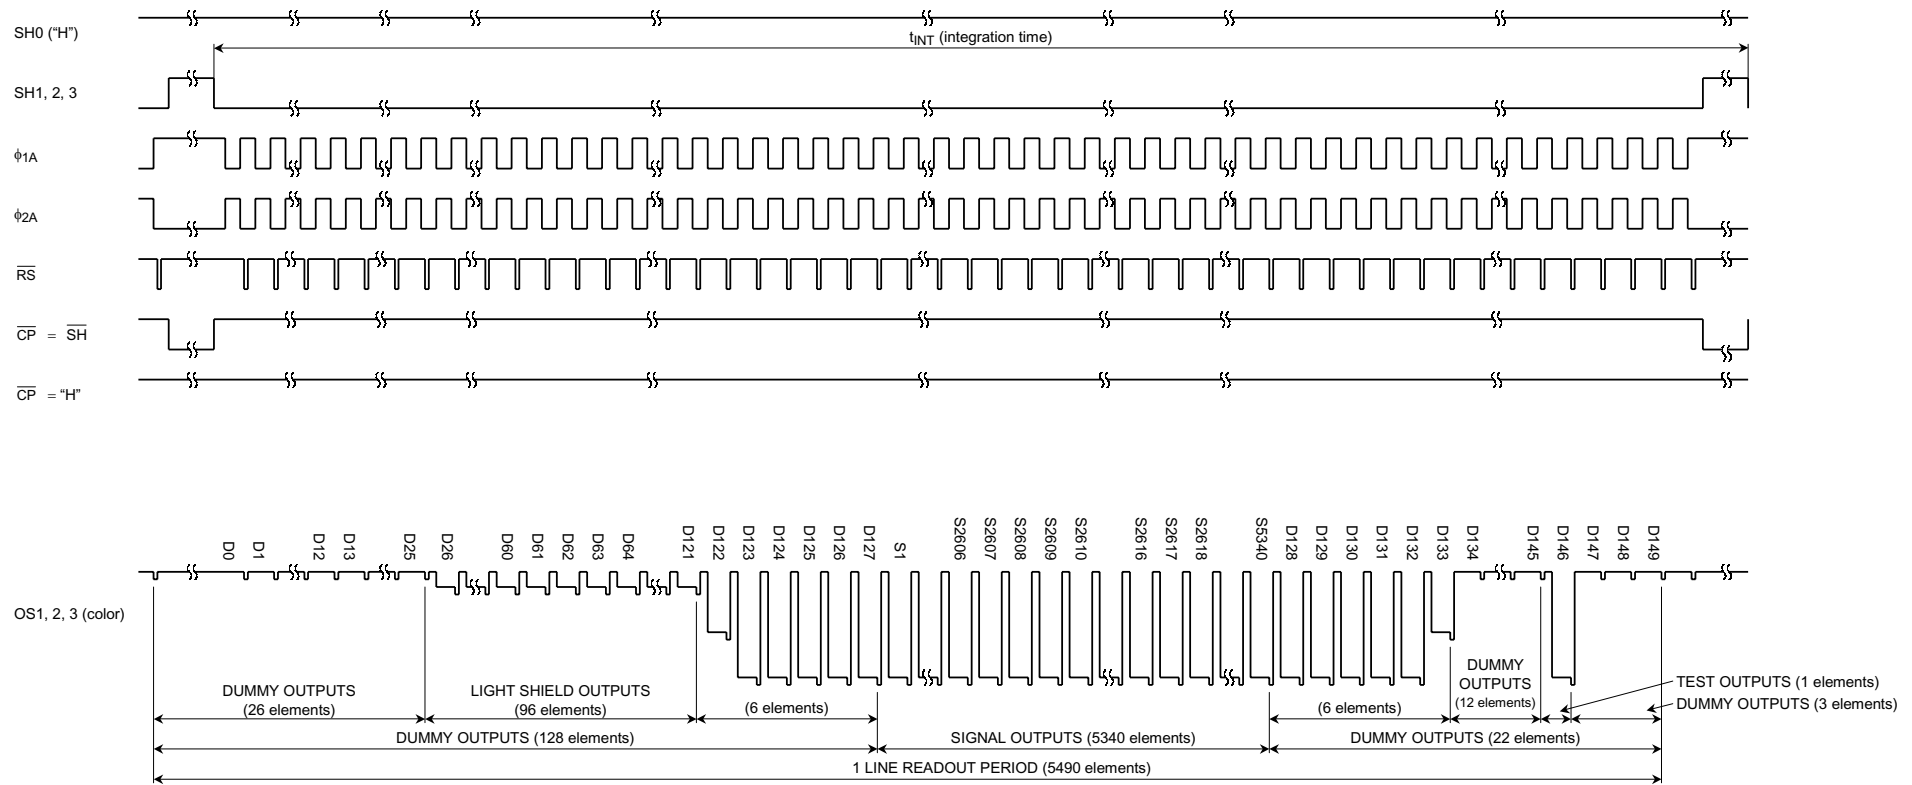 SH0 (“H”)
tINT (integration time)
SH1, 2, 3
ϕ1A
ϕ2A
RS
CP = SH
CP = “H”
D0 D1 D12 D13 D25 D26 D60 D61 D62 D63 D64 D121 D122 D123 D124 D125 D126 D127 S1 S2606 S2607 S2608 S2609 S2610 S2616 S2617 S2618 S5340 D128 D129 D130 D131 D132 D133 D134 D145 D146 D147 D148 D149
OS1, 2, 3 (color)
DUMMY OUTPUTS
(26 elements)
LIGHT SHIELD OUTPUTS
(96 elements)
(6 elements)
(6 elements)
DUMMY
OUTPUTS
(12 elements)
TEST OUTPUTS (1 elements)
DUMMY OUTPUTS (3 elements)
DUMMY OUTPUTS (128 elements)
SIGNAL OUTPUTS (5340 elements)
DUMMY OUTPUTS (22 elements)
1 LINE READOUT PERIOD (5490 elements)